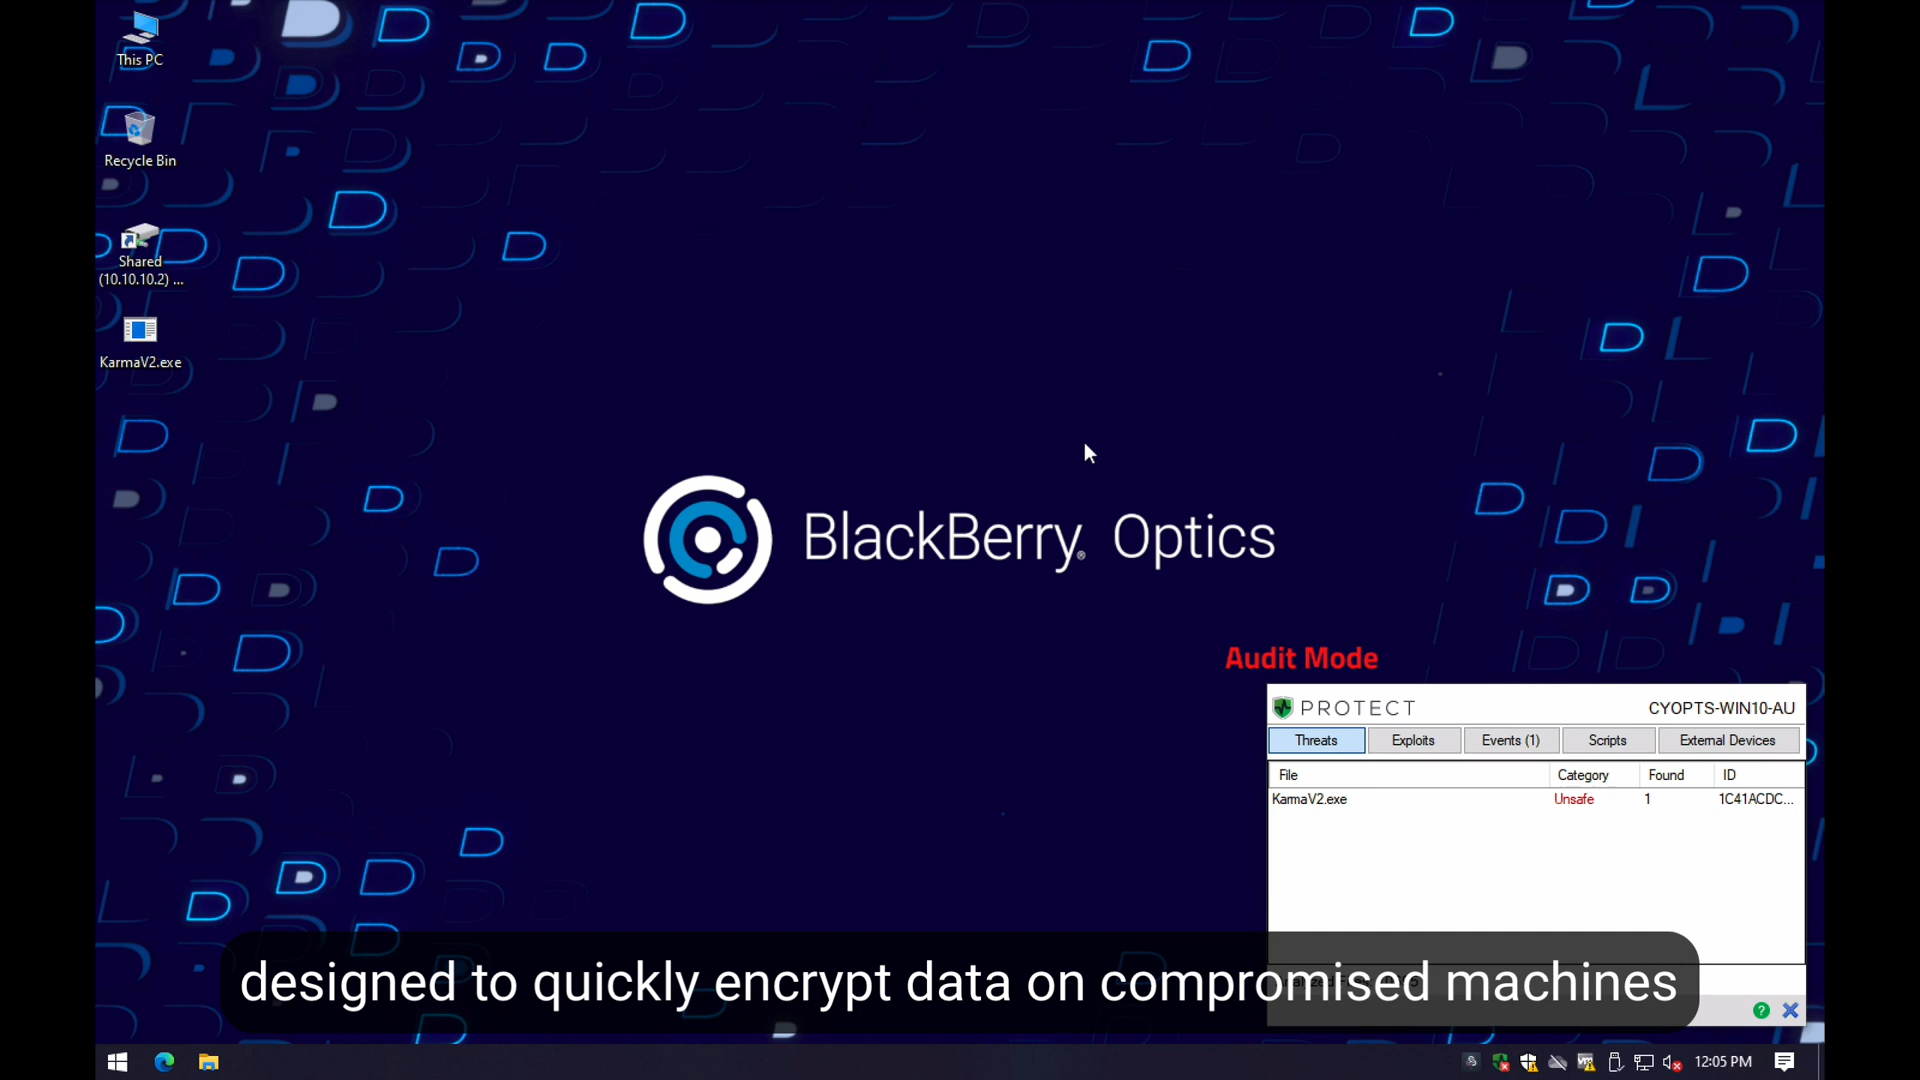 This PC
Recycle Bin
Shared
(10.10.10.2) ...
KarmaV2.exe
BlackBerry® Optics
Audit Mode
PROTECT
CYOPTS-WIN10-AU
Threats
Exploits
Events (1)
Scripts
External Devices
File
Category
Found
ID
KarmaV2.exe
Unsafe
1
1C41ACDC...
designed to quickly encrypt data on compromised machines
12:05 PM